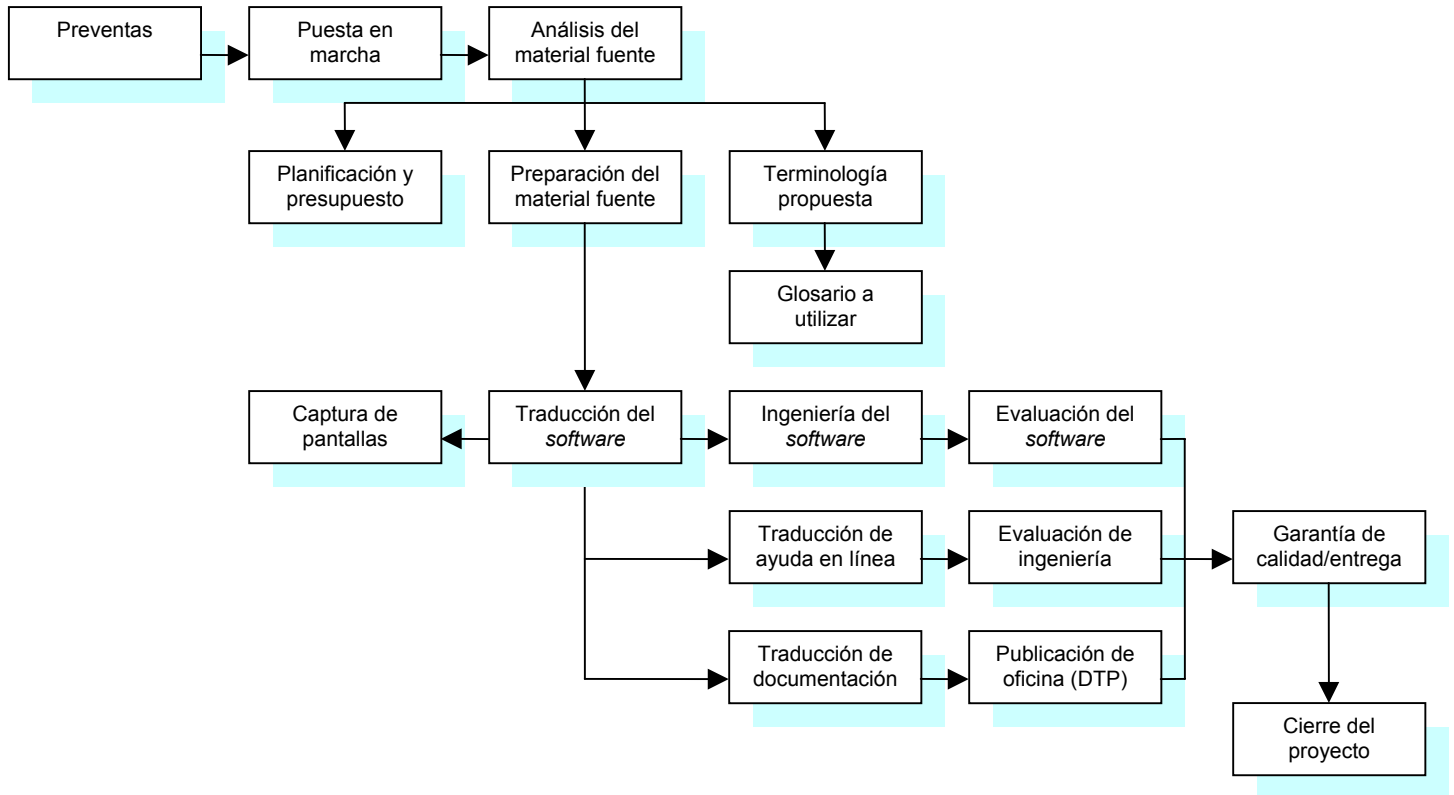 Preventas
Puesta en
marcha
Análisis del
material fuente
Planificación y
presupuesto
Preparación del
material fuente
Terminología
propuesta
Glosario a
utilizar
Captura de
pantallas
Traducción del
software
Ingeniería del
software
Evaluación del
software
Traducción de
ayuda en línea
Evaluación de
ingeniería
Garantía de
calidad/entrega
Traducción de
documentación
Publicación de
oficina (DTP)
Cierre del
proyecto